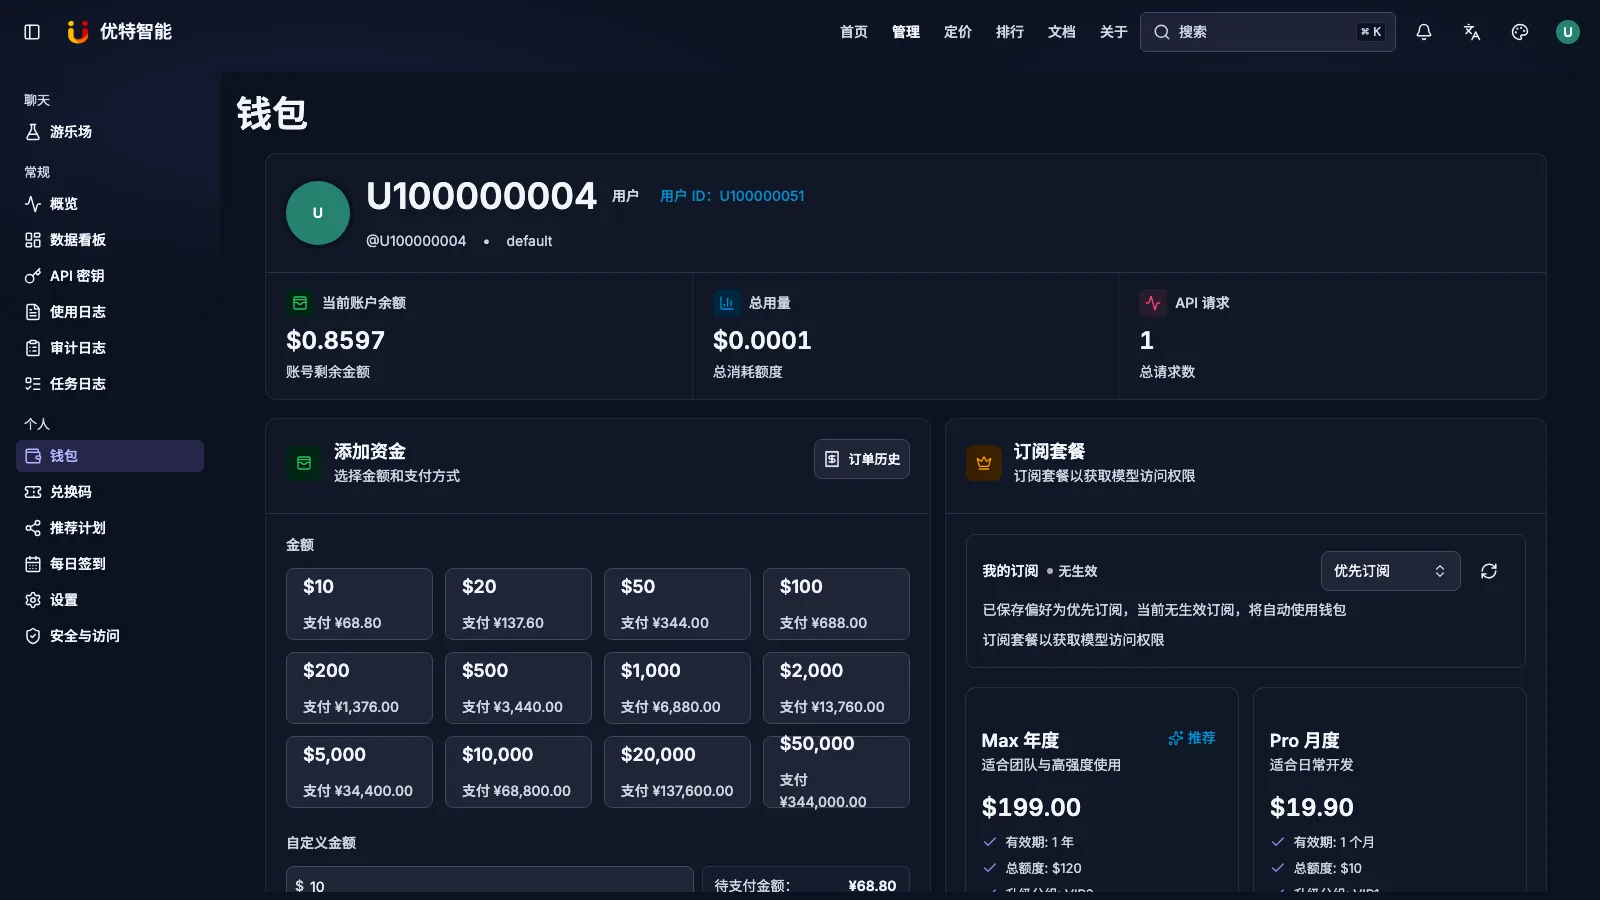 优特智能
首页
管理
定价
排行
文档
关于
搜索
⌘ K
U
聊天
游乐场
常规
概览
数据看板
API 密钥
使用日志
审计日志
任务日志
个人
钱包
兑换码
推荐计划
每日签到
设置
安全与访问
钱包
U
U100000004 用户 用户 ID：U100000051
@U100000004 • default
当前账户余额
$0.8597
账号剩余金额
总用量
$0.0001
总消耗额度
API 请求
1
总请求数
添加资金
选择金额和支付方式
订单历史
金额
$10
支付 ¥68.80
$20
支付 ¥137.60
$50
支付 ¥344.00
$100
支付 ¥688.00
$200
支付 ¥1,376.00
$500
支付 ¥3,440.00
$1,000
支付 ¥6,880.00
$2,000
支付 ¥13,760.00
$5,000
支付 ¥34,400.00
$10,000
支付 ¥68,800.00
$20,000
支付 ¥137,600.00
$50,000
支付
¥344,000.00
自定义金额
$ 10
待支付金额：
¥68.80
订阅套餐
订阅套餐以获取模型访问权限
我的订阅 • 无生效
优先订阅
已保存偏好为优先订阅，当前无生效订阅，将自动使用钱包
订阅套餐以获取模型访问权限
Max 年度
推荐
适合团队与高强度使用
$199.00
有效期: 1 年
总额度: $120
Pro 月度
适合日常开发
$19.90
有效期: 1 个月
总额度: $10